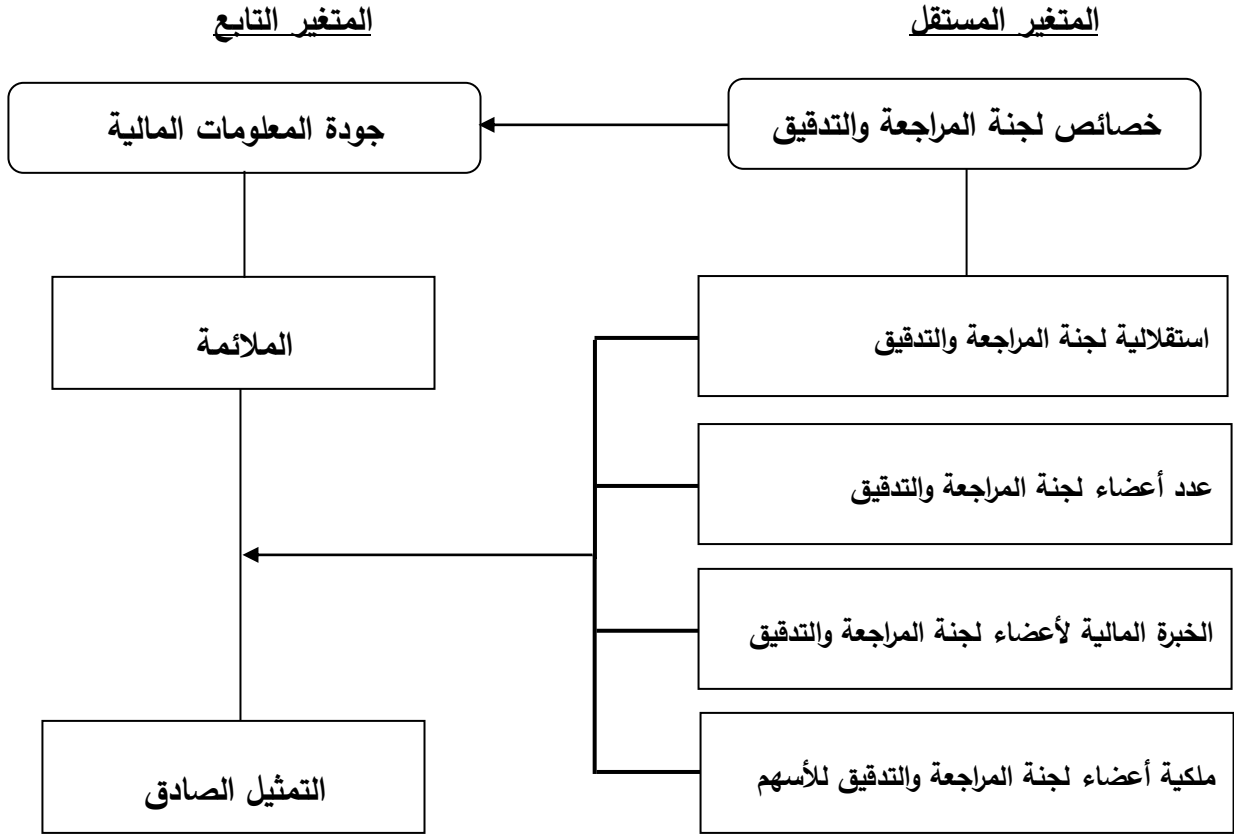 المتغير المستقل
المتغير التابع
خصائص لجنة المراجعة والتدقيق
جودة المعلومات المالية
استقلالية لجنة المراجعة والتدقيق
الملائمة
عدد أعضاء لجنة المراجعة والتدقيق
الخبرة المالية لأعضاء لجنة المراجعة والتدقيق
ملكية أعضاء لجنة المراجعة والتدقيق للأسهم
التمثيل الصادق